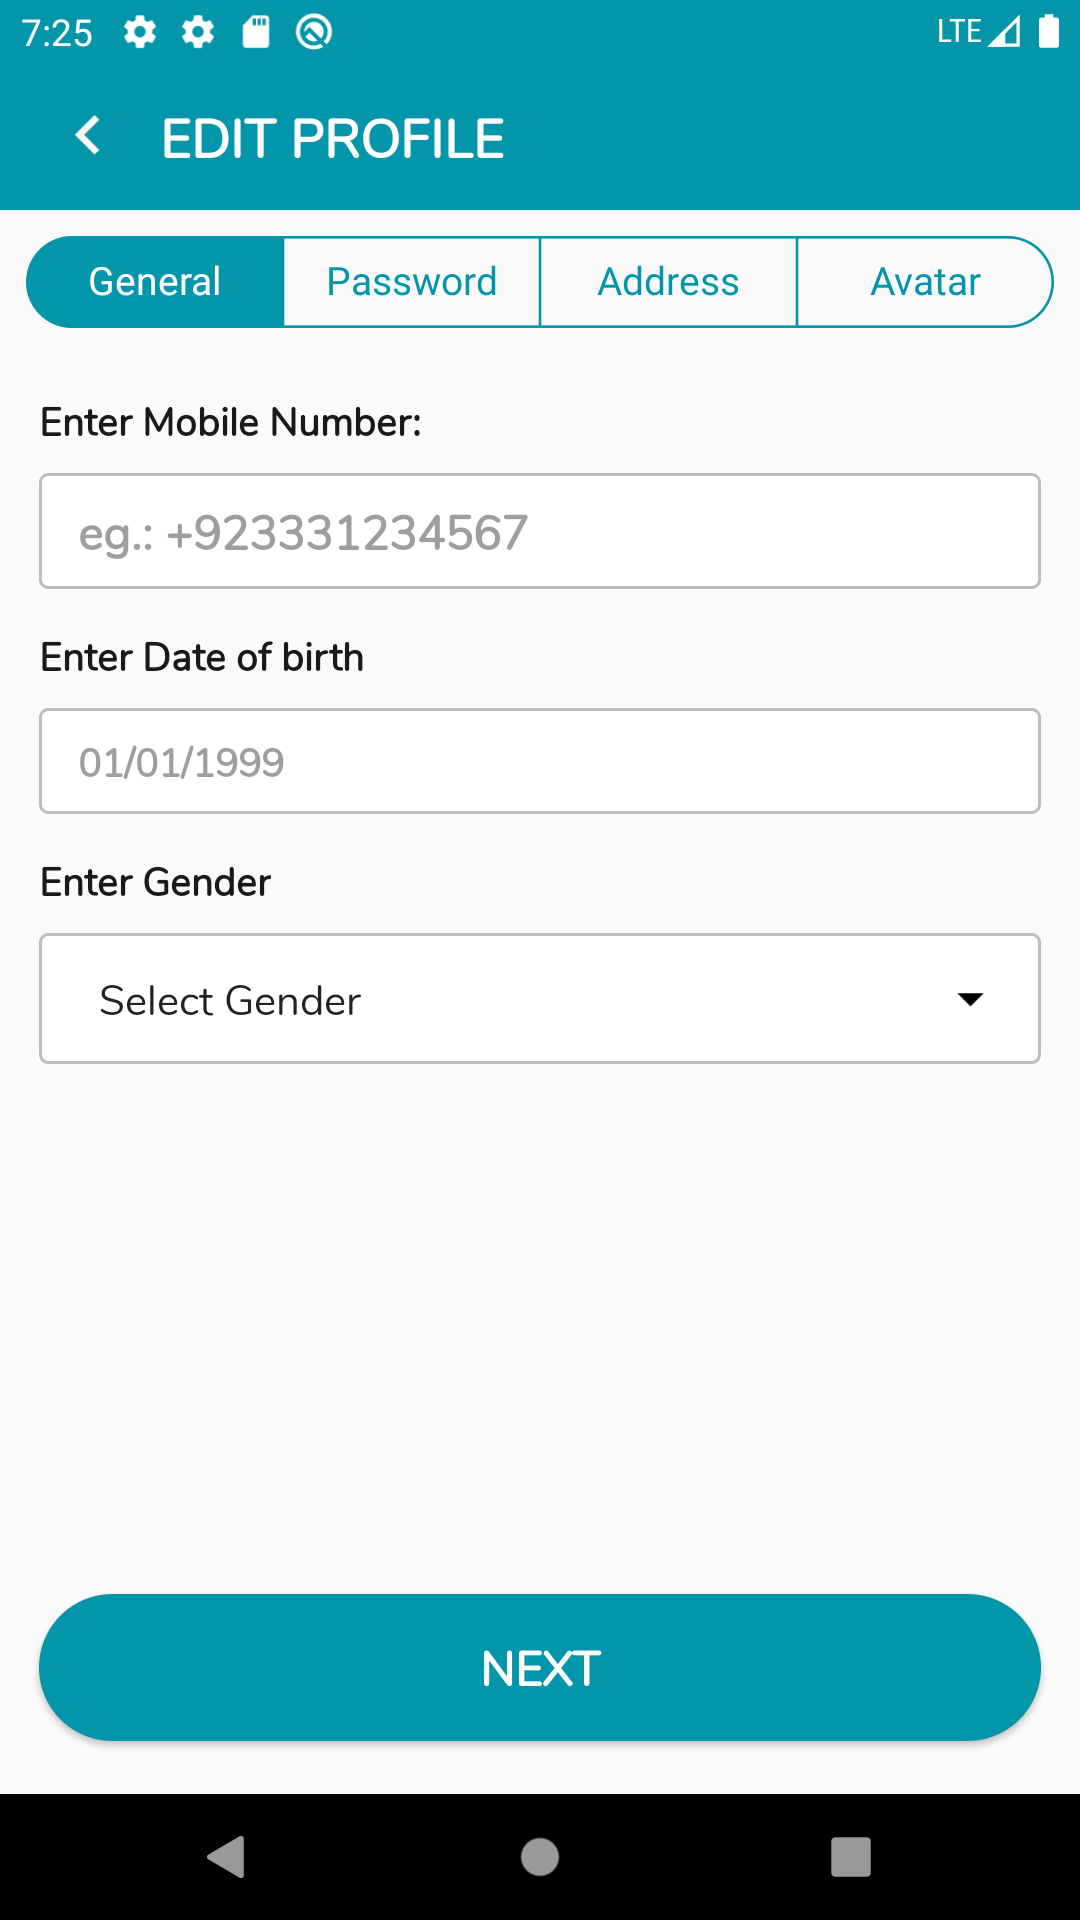 7:25 LTE
EDIT PROFILE
General Password Address Avatar
Enter Mobile Number:
eg.: +923331234567
Enter Date of birth
01/01/1999
Enter Gender
Select Gender
NEXT